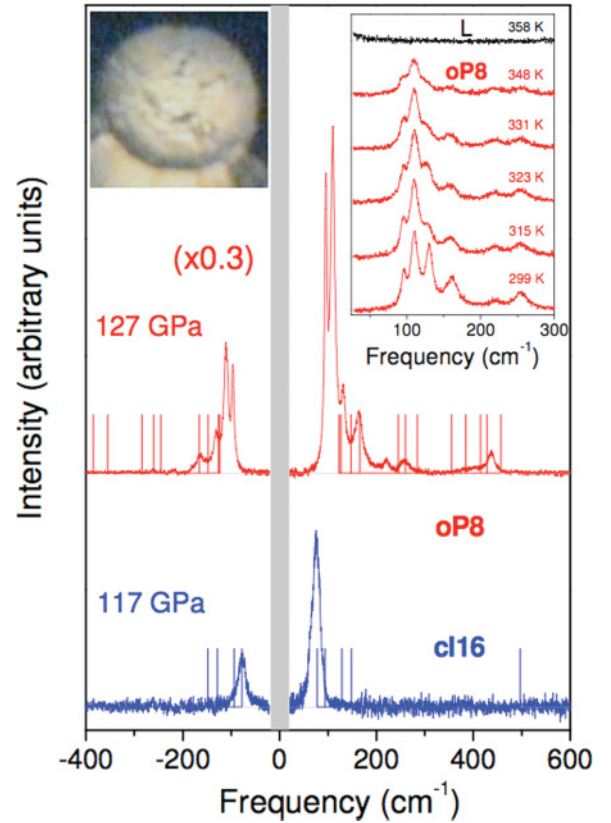 L 358 K
oP8 348 K
331 K
323 K
315 K
299 K
100 200 300
Frequency (cm⁻¹)
(x0.3)
127 GPa
oP8
117 GPa
cI16
Intensity (arbitrary units)
-400 -200 0 200 400 600
Frequency (cm⁻¹)